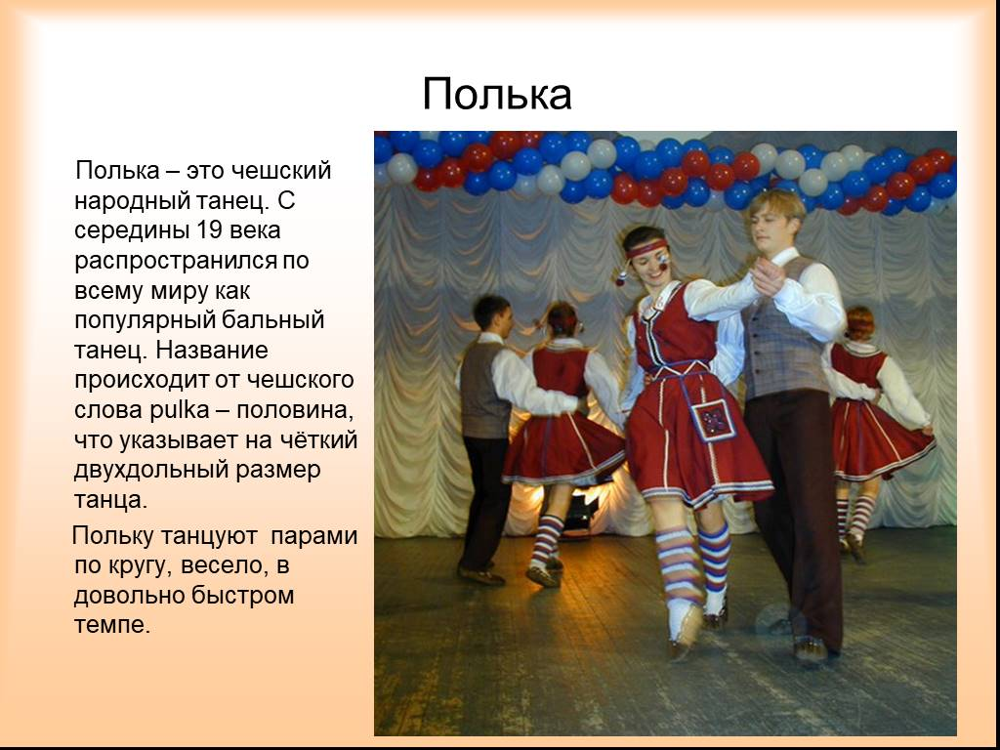 Полька
Полька – это чешский
народный танец. С
середины 19 века
распространился по
всему миру как
популярный бальный
танец. Название
происходит от чешского
слова pulka – половина,
что указывает на чёткий
двухдольный размер
танца.
Польку танцуют  парами
по кругу, весело, в
довольно быстром
темпе.